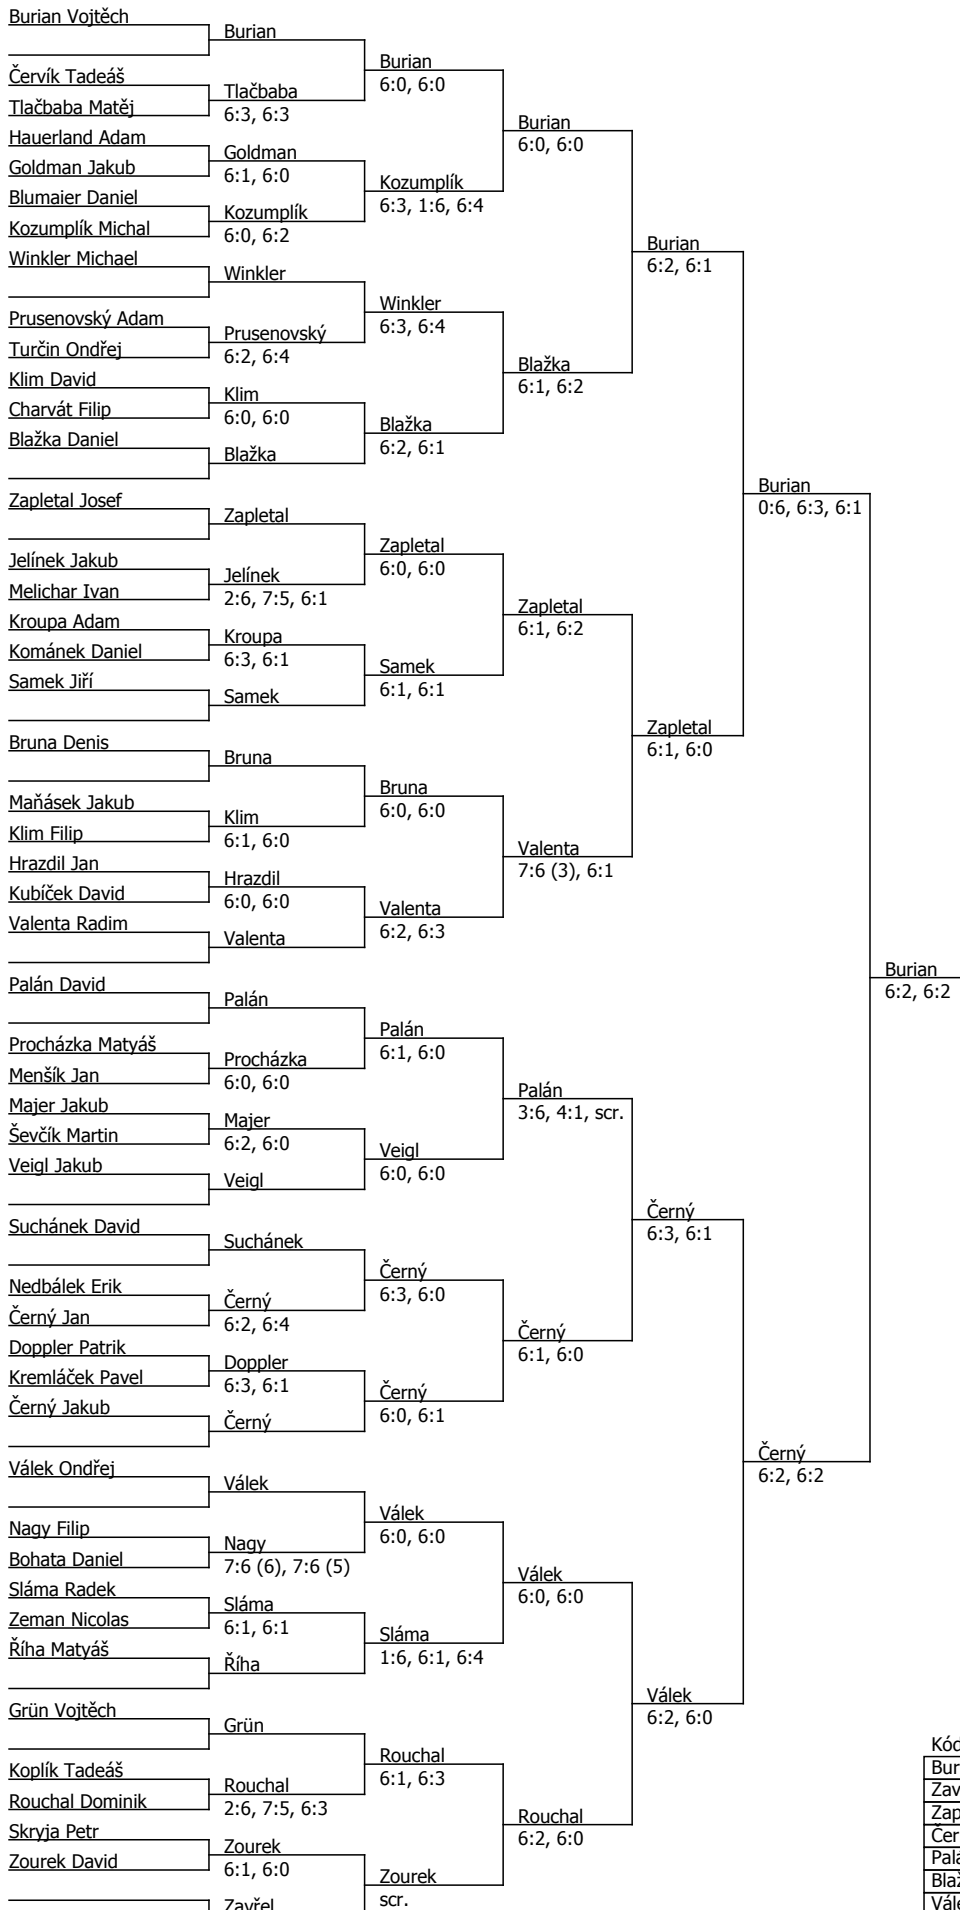 Burian Vojtěch
Červík Tadeáš
Tlačbaba Matěj
Hauerland Adam
Goldman Jakub
Blumaier Daniel
Kozumplík Michal
Winkler Michael
Prusenovský Adam
Turčin Ondřej
Klim David
Charvát Filip
Blažka Daniel
Zapletal Josef
Jelínek Jakub
Melichar Ivan
Kroupa Adam
Kománek Daniel
Samek Jiří
Bruna Denis
Maňásek Jakub
Klim Filip
Hrazdil Jan
Kubíček David
Valenta Radim
Palán David
Procházka Matyáš
Menšík Jan
Majer Jakub
Ševčík Martin
Veigl Jakub
Suchánek David
Nedbálek Erik
Černý Jan
Doppler Patrik
Kremláček Pavel
Černý Jakub
Válek Ondřej
Nagy Filip
Bohata Daniel
Sláma Radek
Zeman Nicolas
Říha Matyáš
Grün Vojtěch
Koplík Tadeáš
Rouchal Dominik
Skryja Petr
Zourek David
Burian
Tlačbaba
6:3, 6:3
Goldman
6:1, 6:0
Kozumplík
6:0, 6:2
Winkler
Prusenovský
6:2, 6:4
Klim
6:0, 6:0
Blažka
Zapletal
Jelínek
2:6, 7:5, 6:1
Kroupa
6:3, 6:1
Samek
Bruna
Klim
6:1, 6:0
Hrazdil
6:0, 6:0
Valenta
Palán
Procházka
6:0, 6:0
Majer
6:2, 6:0
Veigl
Suchánek
Černý
6:2, 6:4
Doppler
6:3, 6:1
Černý
Válek
Nagy
7:6 (6), 7:6 (5)
Sláma
6:1, 6:1
Říha
Grün
Rouchal
2:6, 7:5, 6:3
Zourek
6:1, 6:0
Zavřel
Burian
6:0, 6:0
Kozumplík
6:3, 1:6, 6:4
Winkler
6:3, 6:4
Blažka
6:2, 6:1
Zapletal
6:0, 6:0
Samek
6:1, 6:1
Bruna
6:0, 6:0
Valenta
6:2, 6:3
Palán
6:1, 6:0
Veigl
6:0, 6:0
Černý
6:3, 6:0
Černý
6:0, 6:1
Válek
6:0, 6:0
Sláma
1:6, 6:1, 6:4
Rouchal
6:1, 6:3
Zourek
scr.
Burian
6:0, 6:0
Blažka
6:1, 6:2
Zapletal
6:1, 6:2
Valenta
7:6 (3), 6:1
Palán
3:6, 4:1, scr.
Černý
6:1, 6:0
Válek
6:0, 6:0
Rouchal
6:2, 6:0
Burian
6:2, 6:1
Zapletal
6:1, 6:0
Černý
6:3, 6:1
Válek
6:2, 6:0
Burian
0:6, 6:3, 6:1
Černý
6:2, 6:2
Burian
6:2, 6:2
Kód
Bur
Zav
Zap
Čer
Palá
Blaž
Vále